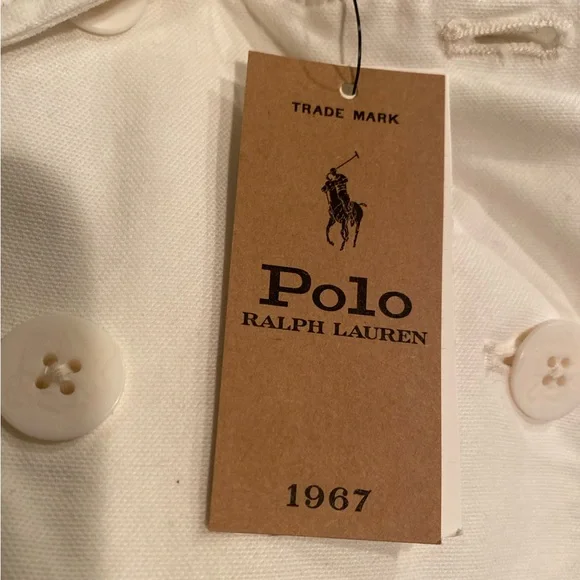 TRADE MARK
Polo
RALPH LAUREN
1967